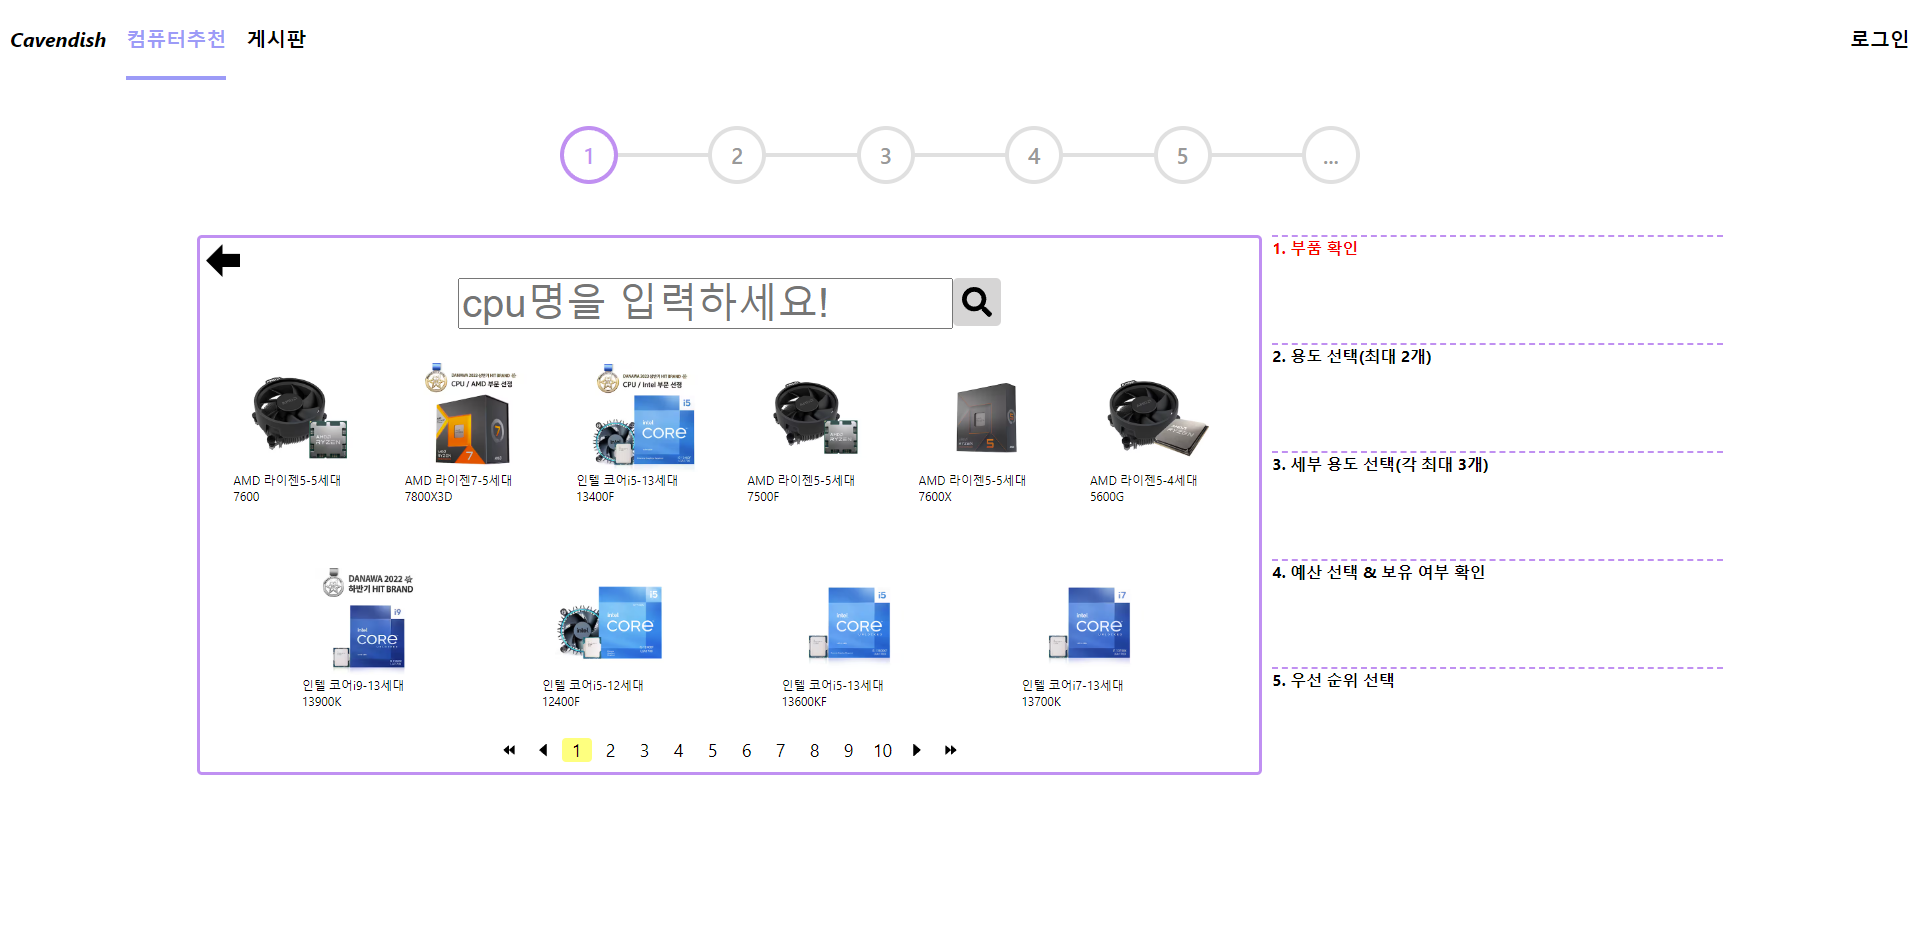 Cavendish 컴퓨터추천 게시판 로그인
1 2 3 4 5 ...
cpu명을 입력하세요!
DANAWA 2023 상반기 HIT BRAND
CPU / AMD 부문 선정
DANAWA 2023 상반기 HIT BRAND
CPU / Intel 부문 선정
AMD 라이젠5-5세대
7600
AMD 라이젠7-5세대
7800X3D
인텔 코어i5-13세대
13400F
AMD 라이젠5-5세대
7500F
AMD 라이젠5-5세대
7600X
AMD 라이젠5-4세대
5600G
DANAWA 2022
하반기 HIT BRAND
i9
intel
CORE
i5
intel
CORE
i5
intel
CORE
i7
intel
CORE
인텔 코어i9-13세대
13900K
인텔 코어i5-12세대
12400F
인텔 코어i5-13세대
13600KF
인텔 코어i7-13세대
13700K
1 2 3 4 5 6 7 8 9 10
1. 부품 확인
2. 용도 선택(최대 2개)
3. 세부 용도 선택(각 최대 3개)
4. 예산 선택 & 보유 여부 확인
5. 우선 순위 선택